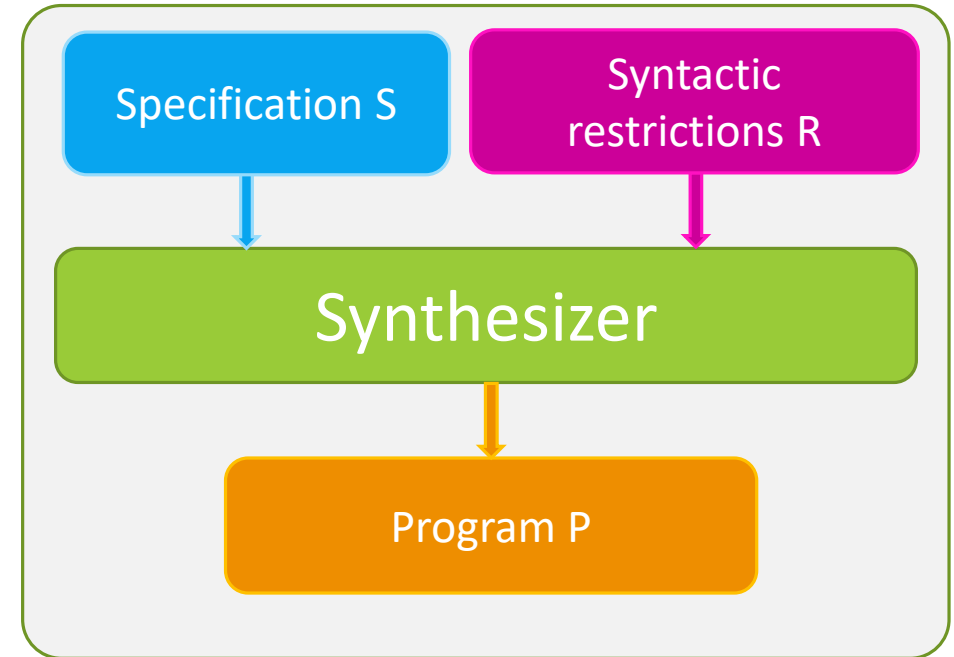 Specification S
Syntactic
restrictions R
Synthesizer
Program P